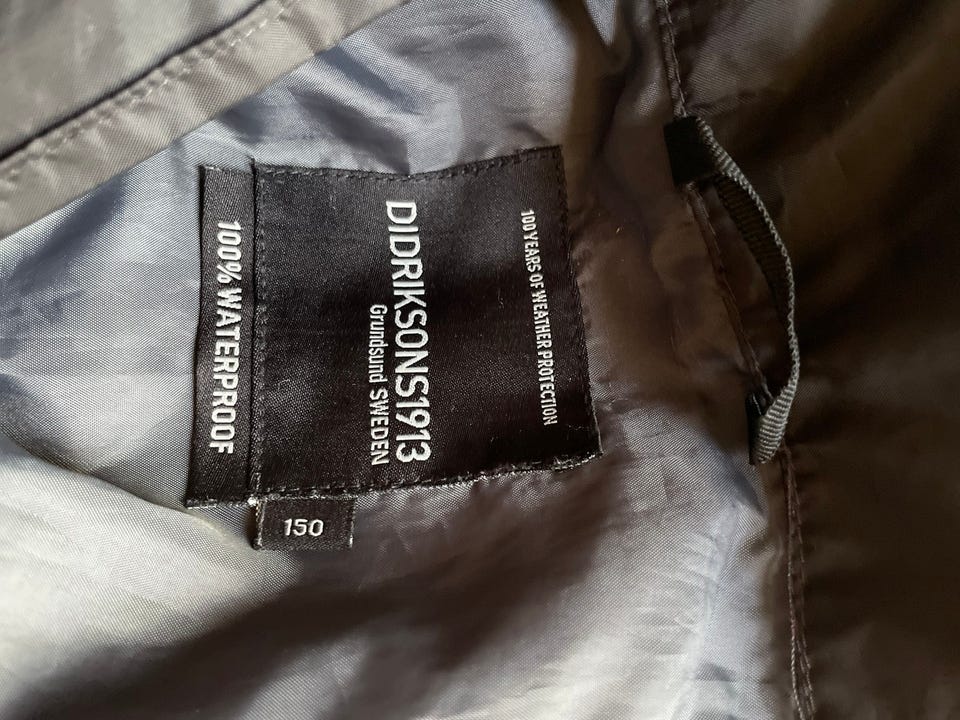 100 YEARS OF WEATHER PROTECTION
DIDRIKSONS1913
Grundsund SWEDEN
100% WATERPROOF
150